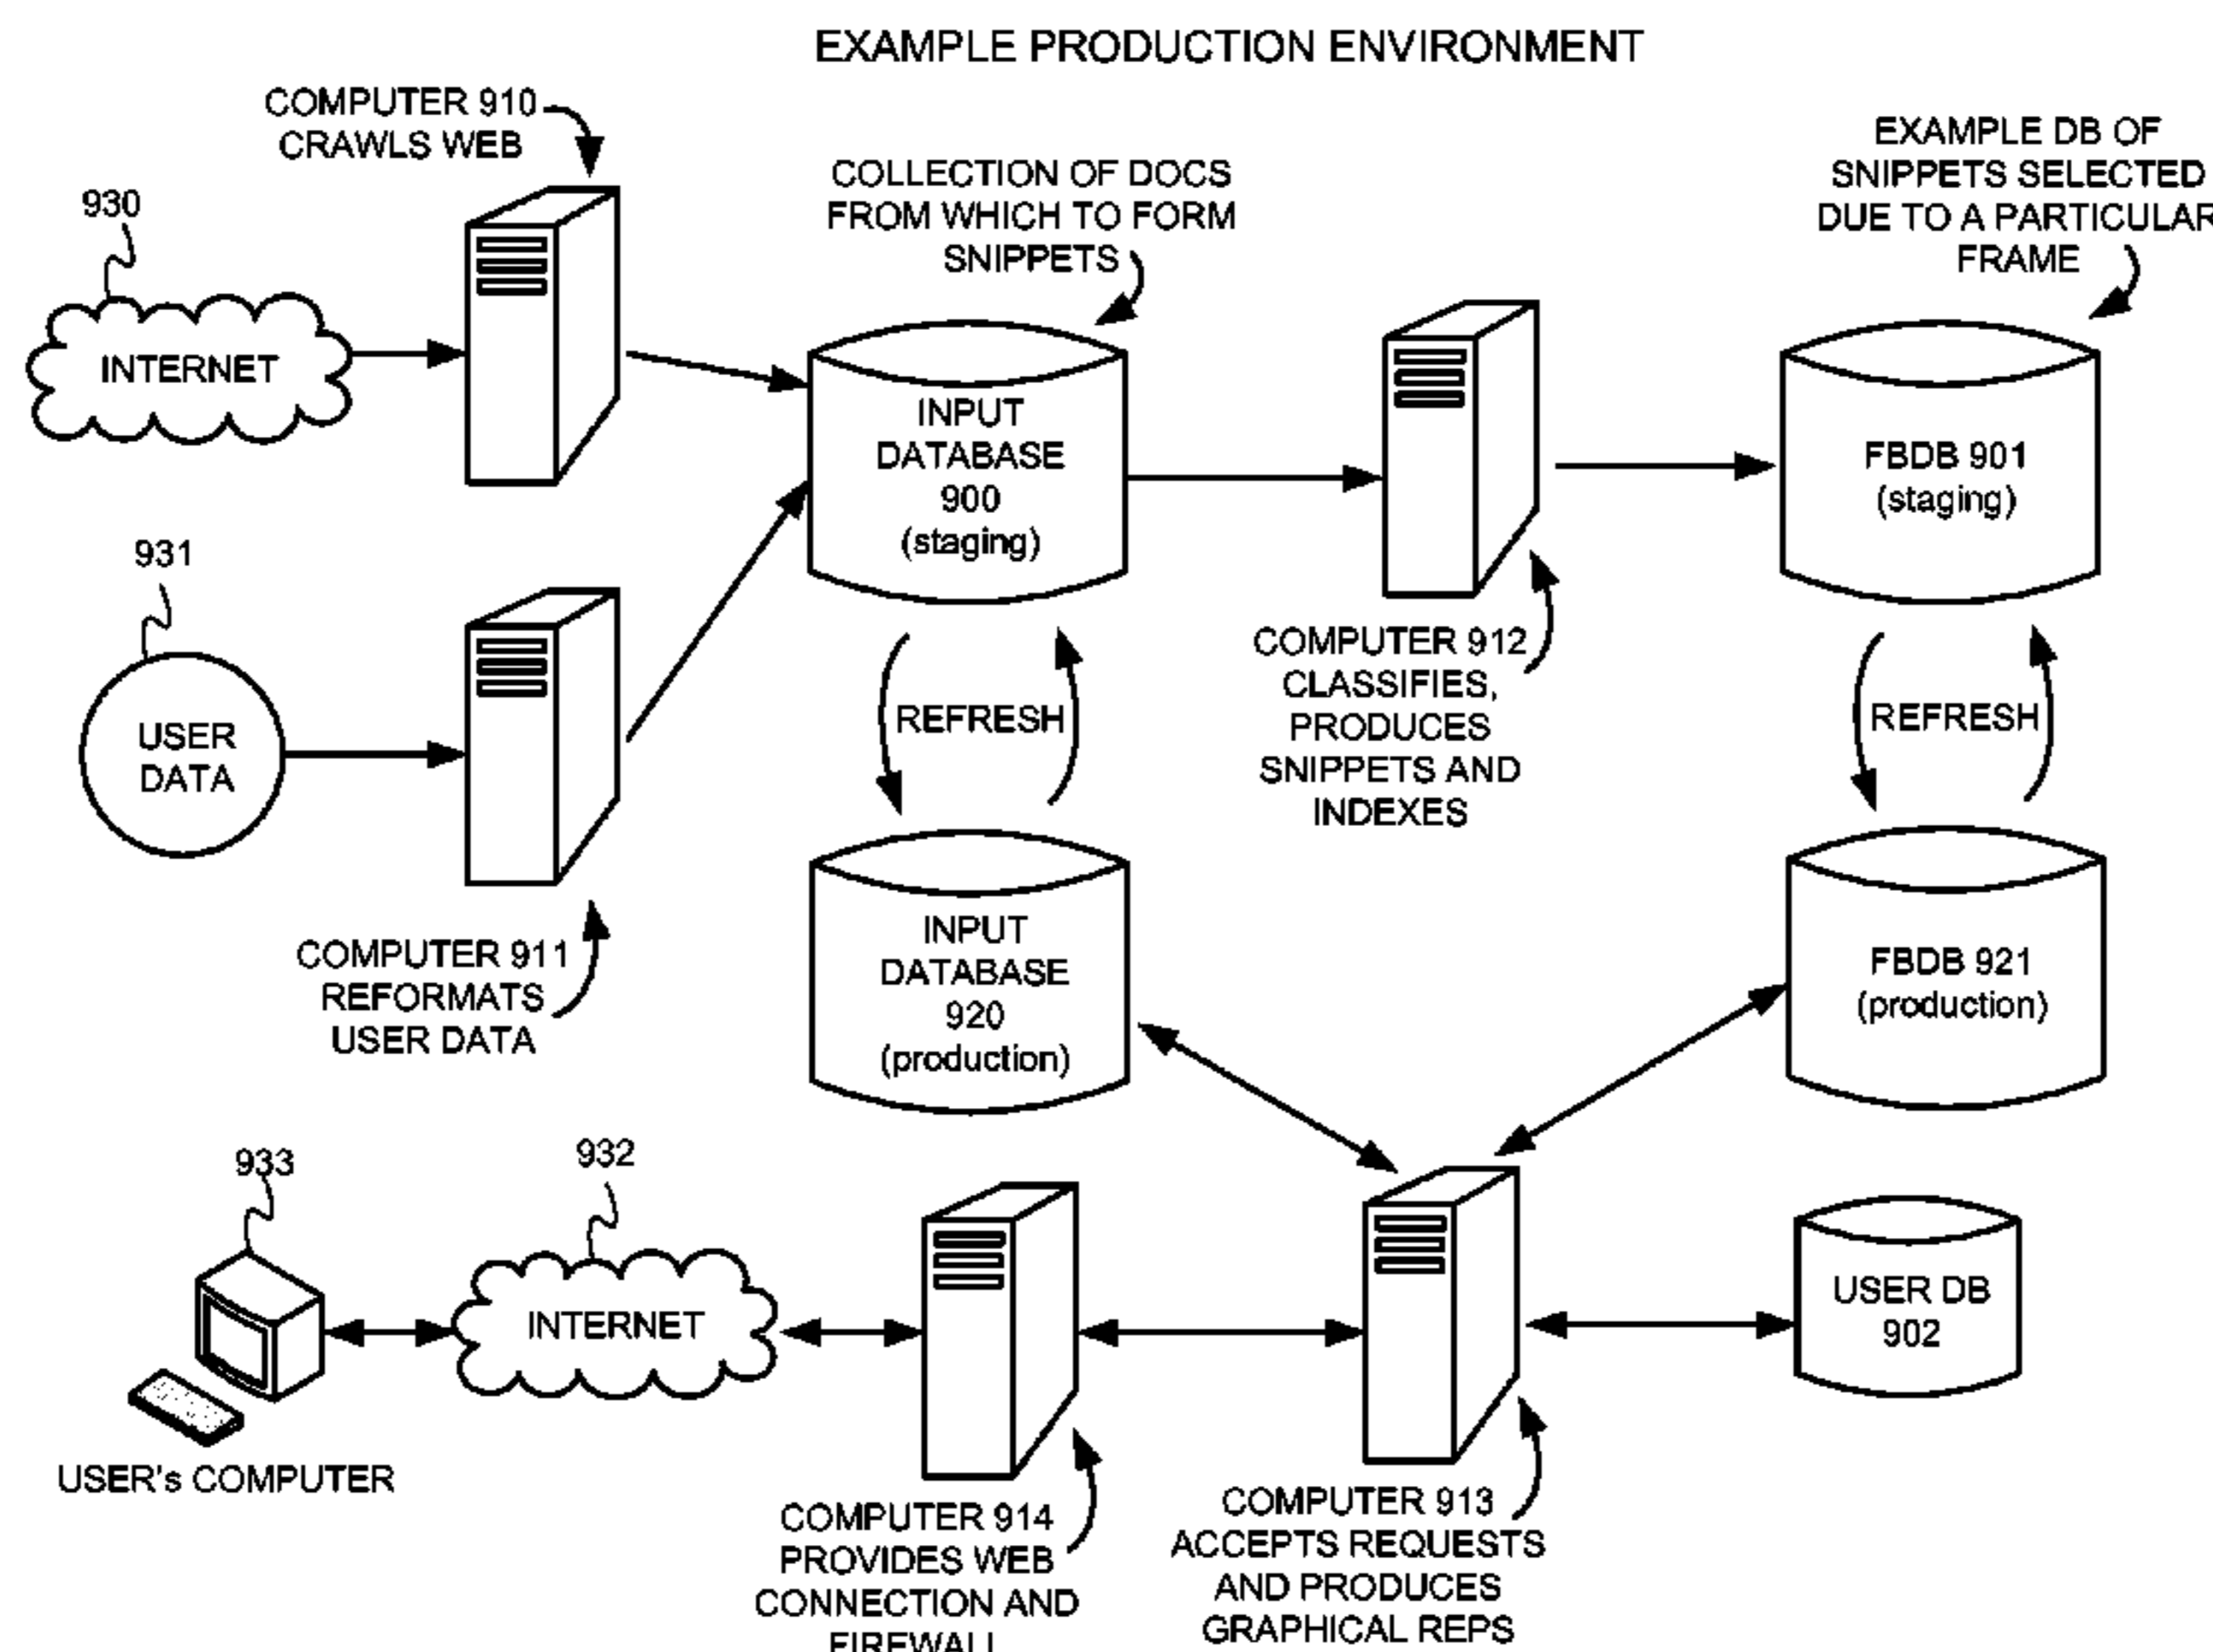 EXAMPLE PRODUCTION ENVIRONMENT
COMPUTER 910
CRAWLS WEB
930
INTERNET
COLLECTION OF DOCS
FROM WHICH TO FORM
SNIPPETS
EXAMPLE DB OF
SNIPPETS SELECTED
DUE TO A PARTICULAR
FRAME
INPUT
DATABASE
900
(staging)
FBDB 901
(staging)
931
USER
DATA
COMPUTER 911
REFORMATS
USER DATA
REFRESH
COMPUTER 912
CLASSIFIES,
PRODUCES
SNIPPETS AND
INDEXES
REFRESH
INPUT
DATABASE
920
(production)
FBDB 921
(production)
933
USER's COMPUTER
932
INTERNET
COMPUTER 914
PROVIDES WEB
CONNECTION AND
FIREWALL
COMPUTER 913
ACCEPTS REQUESTS
AND PRODUCES
GRAPHICAL REPS
USER DB
902